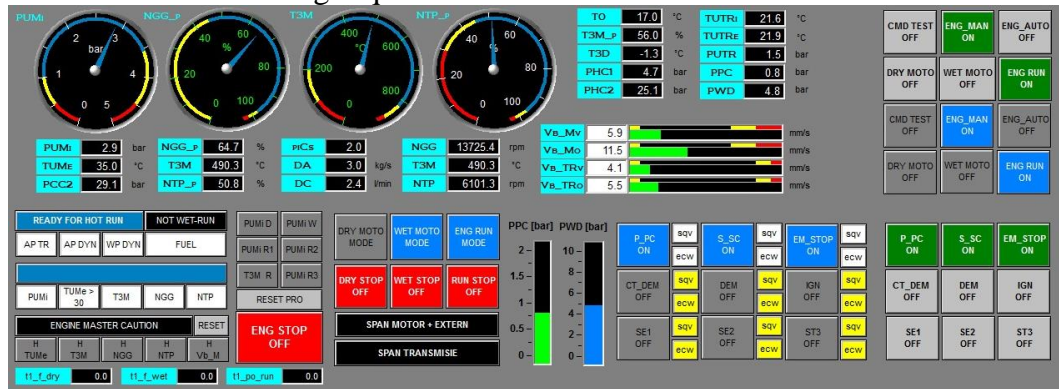 PUMi
NGG_P
T3M
NTP_P
bar
0 1 2 3 4 5
%
0 20 40 60 80 100
°C
0 200 400 600 800
%
0 20 40 60 80 100
TO 17.0 °C TUTRI 21.6 °C
T3M_P 56.0 % TUTRE 21.9 °C
T3D -1.3 °C PUTR 1.5 bar
PHC1 4.7 bar PPC 0.8 bar
PHC2 25.1 bar PWD 4.8 bar
CMD TEST OFF
ENG_MAN ON
ENG_AUTO OFF
DRY MOTO OFF
WET MOTO OFF
ENG RUN ON
CMD TEST OFF
ENG_MAN ON
ENG_AUTO OFF
DRY MOTO OFF
WET MOTO OFF
ENG RUN ON
PUMi 2.9 bar NGG_P 64.7 % PiCs 2.0 NGG 13725.4 rpm
TUME 35.0 °C T3M 490.3 °C DA 3.0 kg/s T3M 490.3 °C
PCC2 29.1 bar NTP_P 50.8 % DC 2.4 l/min NTP 6101.3 rpm
VB_MV 5.9 mm/s
VB_MO 11.5 mm/s
VB_TRV 4.1 mm/s
VB_TRO 5.5 mm/s
READY FOR HOT RUN NOT WET-RUN
AP TR AP DYN WP DYN FUEL
PUMi TUMe > 30 T3M NGG NTP
ENGINE MASTER CAUTION RESET
H TUMe H T3M H NGG H NTP H Vb_M
t1_f_dry 0.0 t1_f_wet 0.0 t1_po_run 0.0
PUMi D PUMi W
PUMi R1 PUMi R2
T3M R PUMi R3
RESET PRO
ENG STOP OFF
DRY MOTO MODE
WET MOTO MODE
ENG RUN MODE
DRY STOP OFF
WET STOP OFF
RUN STOP OFF
SPAN MOTOR + EXTERN
SPAN TRANSMISIE
PPC [bar] PWD [bar]
2- 10-
8-
1.5-
6-
1-
4-
0.5-
2-
0- 0-
P_PC ON sqv ecw S_SC ON sqv ecw EM_STOP ON sqv ecw
CT_DEM OFF sqv ecw DEM OFF sqv ecw IGN OFF sqv ecw
SE1 OFF sqv ecw SE2 OFF sqv ecw ST3 OFF sqv ecw
P_PC ON
S_SC ON
EM_STOP ON
CT_DEM OFF
DEM OFF
IGN OFF
SE1 OFF
SE2 OFF
ST3 OFF